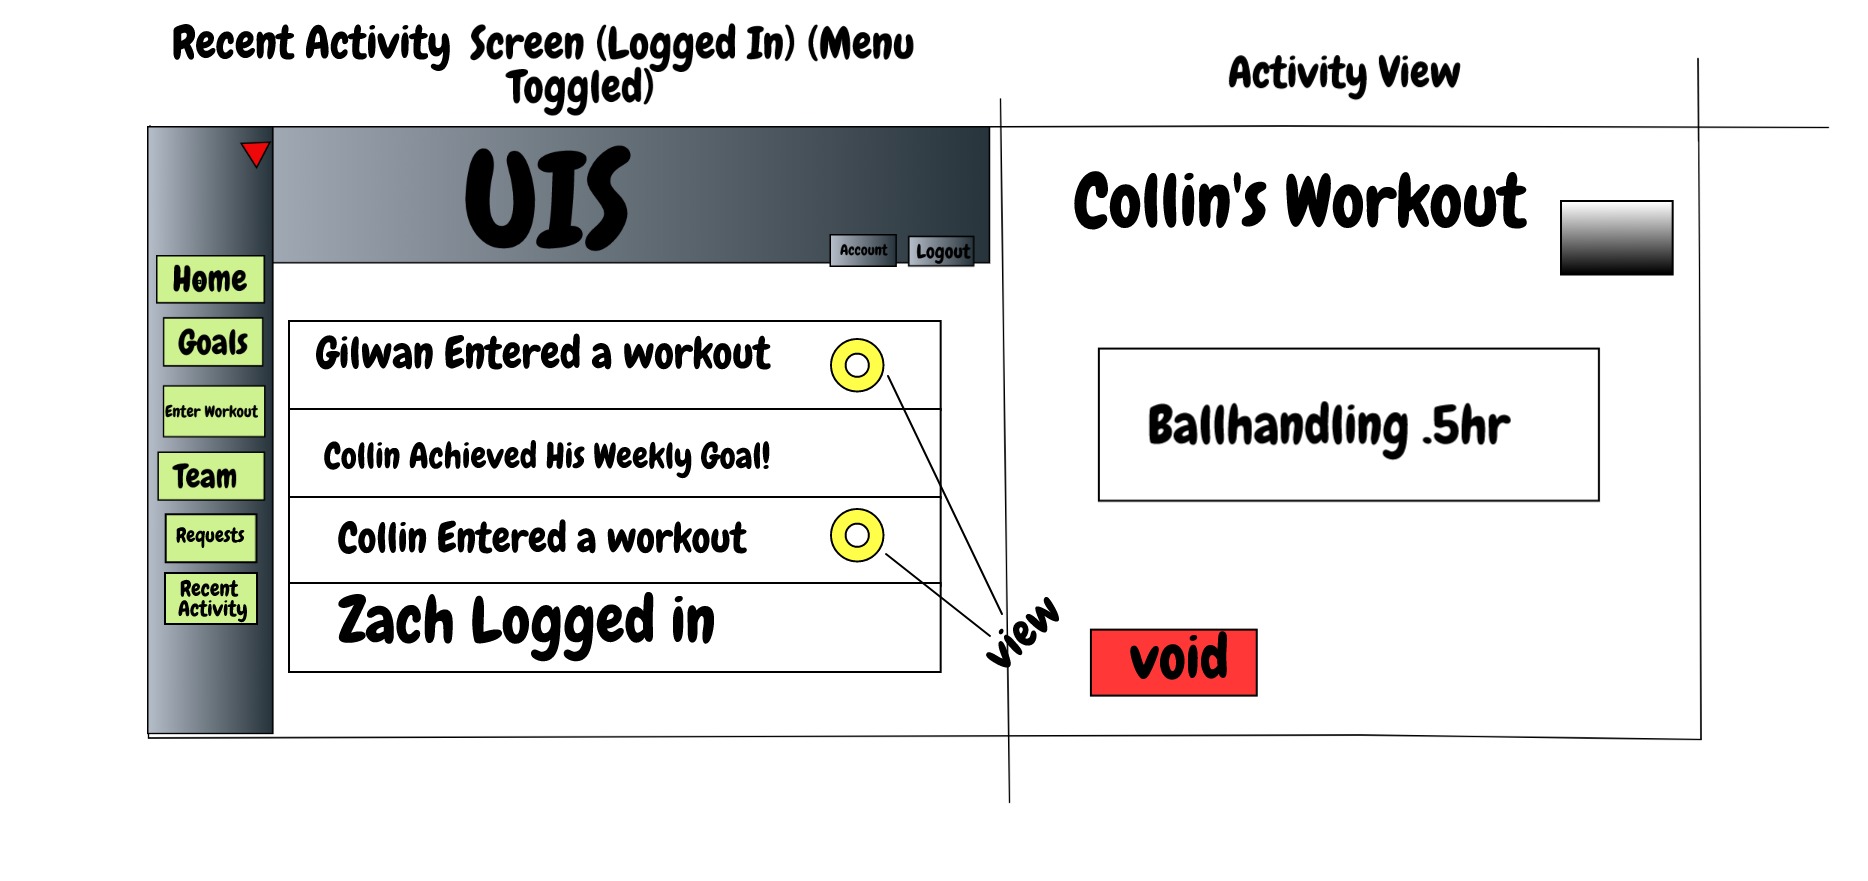 Recent Activity Screen (Logged In) (Menu
Toggled)
Activity View
UIS
Account
Logout
Home
Goals
Enter Workout
Team
Requests
Recent
Activity
Gilwan Entered a workout
Collin Achieved His Weekly Goal!
Collin Entered a workout
Zach Logged in
view
Collin's Workout
Ballhandling .5hr
void